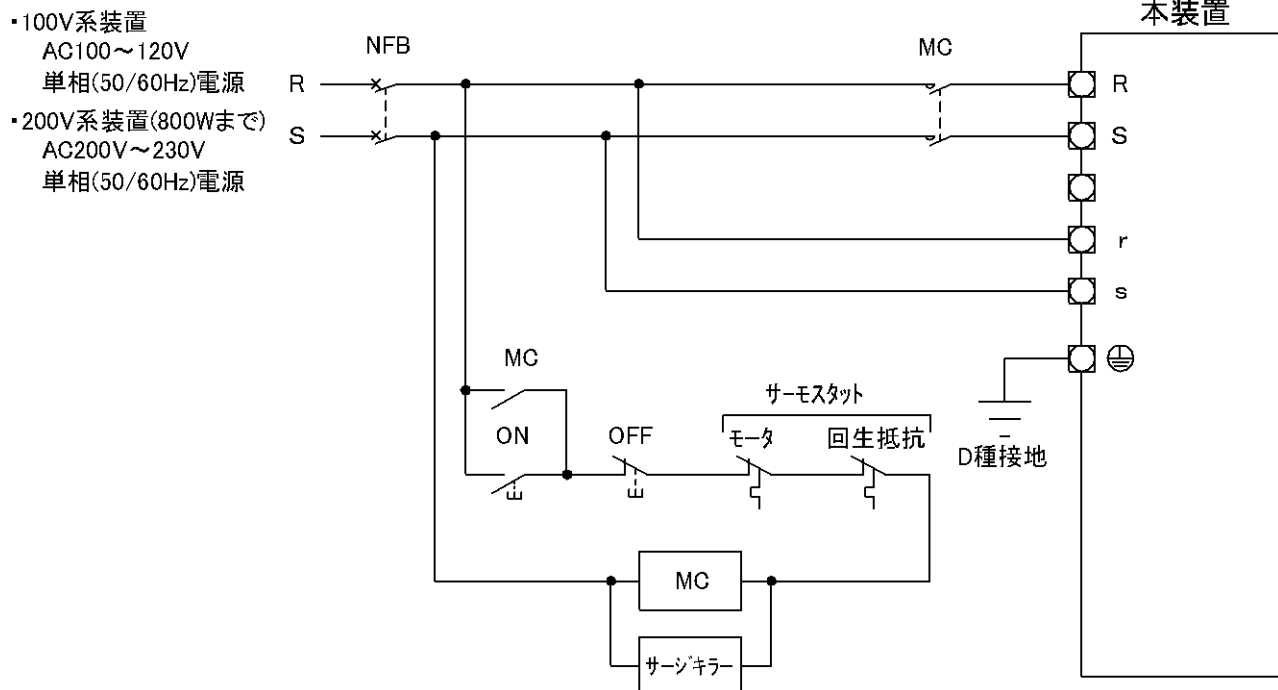 本装置
・100V系装置
AC100～120V
単相(50/60Hz)電源
・200V系装置(800Wまで)
AC200V～230V
単相(50/60Hz)電源
NFB
MC
R
R
S
S
r
s
MC
サーモスタット
ON
OFF
モータ
回生抵抗
D種接地
MC
サージキラー